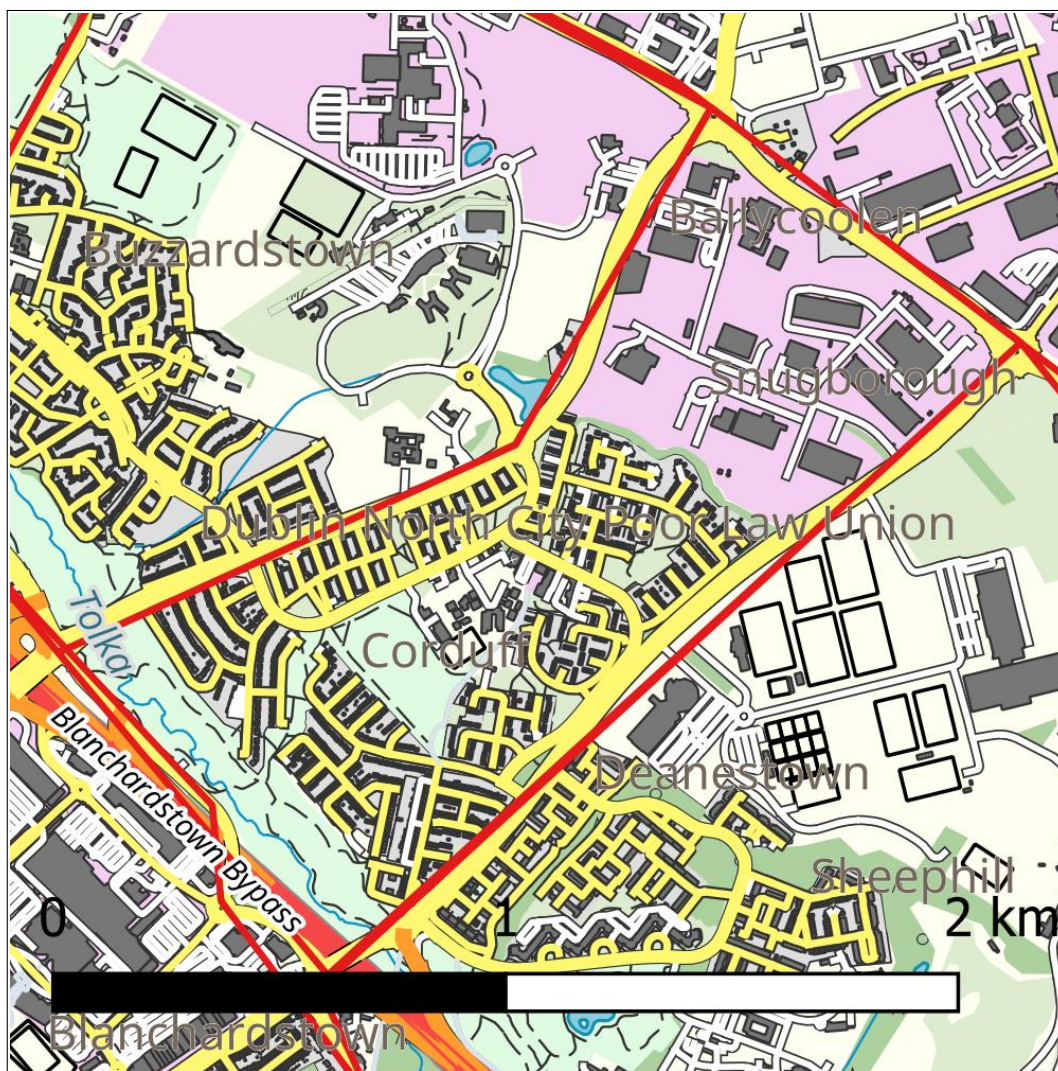 Ballycoolen
Buzzardstown
Snugborough
Dublin North City Poor Law Union
Tolka
Corduff
Blanchardstown Bypass
Deanestown
Sheephill
0 1 2 km
Blanchardstown